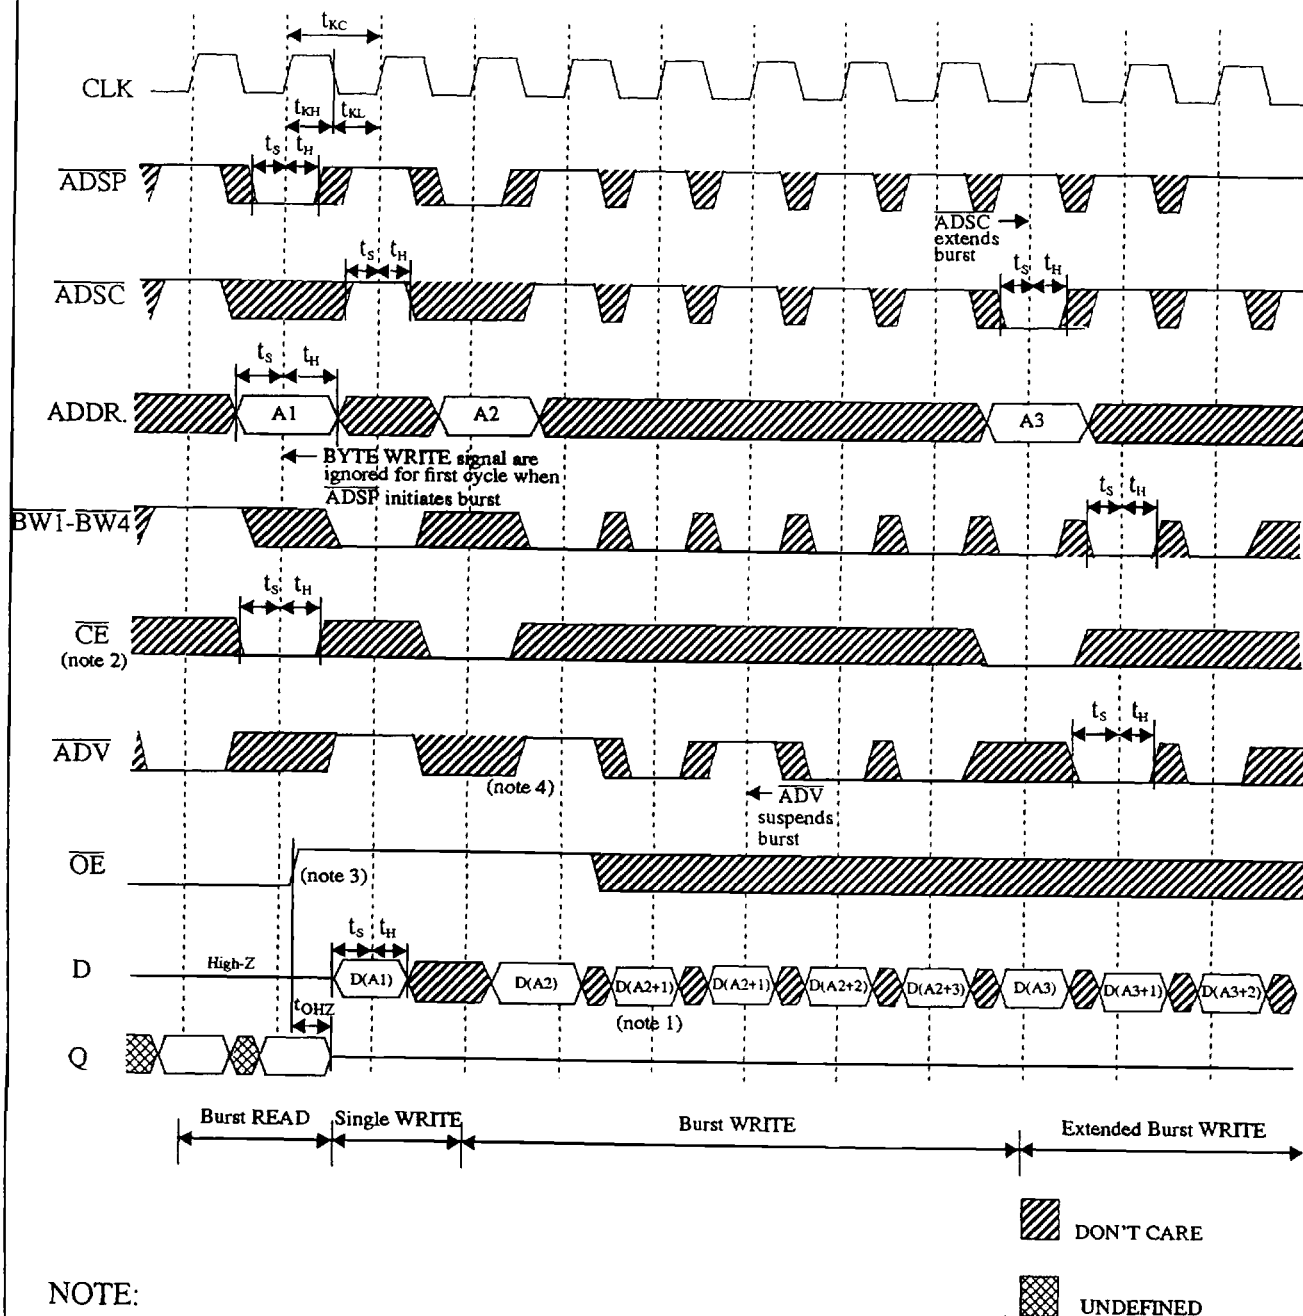 tKC
CLK
tKH tKL
tS tH
ADSP
ADSC
extends
burst
tS tH
tS tH
ADSC
tS tH
ADDR.
A1
A2
A3
BYTE WRITE signal are
ignored for first cycle when
ADSP initiates burst
tS tH
BW1-BW4
tS tH
CE
(note 2)
tS tH
ADV
(note 4)
ADV
suspends
burst
OE
(note 3)
tS tH
D
High-Z
D(A1)
D(A2)
D(A2+1)
D(A2+1)
D(A2+2)
D(A2+3)
D(A3)
D(A3+1)
D(A3+2)
tOHZ
(note 1)
Q
Burst READ
Single WRITE
Burst WRITE
Extended Burst WRITE
DON'T CARE
NOTE:
UNDEFINED